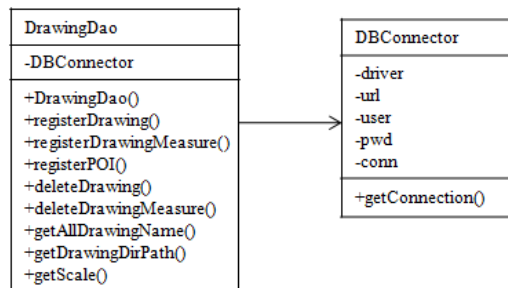 DrawingDao
-DBConnector
+DrawingDao()
+registerDrawing()
+registerDrawingMeasure()
+registerPOI()
+deleteDrawing()
+deleteDrawingMeasure()
+getAllDrawingName()
+getDrawingDirPath()
+getScale()
DBConnector
-driver
-url
-user
-pwd
-conn
+getConnection()